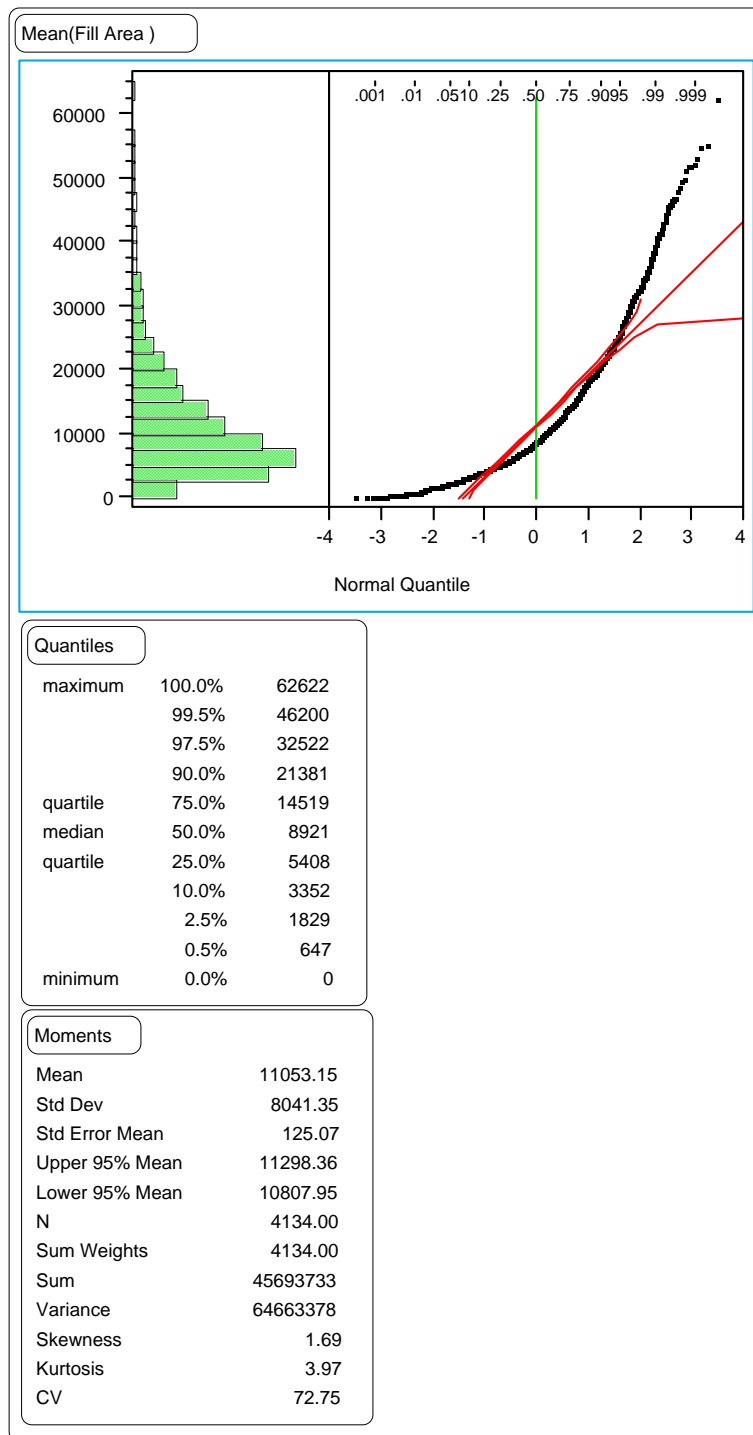 Mean(Fill Area )
.001 .01 .05 .10 .25 .50 .75 .90 .95 .99 .999
60000
50000
40000
30000
20000
10000
0
-4 -3 -2 -1 0 1 2 3 4
Normal Quantile
Quantiles
maximum 100.0% 62622
99.5% 46200
97.5% 32522
90.0% 21381
quartile 75.0% 14519
median 50.0% 8921
quartile 25.0% 5408
10.0% 3352
2.5% 1829
0.5% 647
minimum 0.0% 0
Moments
Mean 11053.15
Std Dev 8041.35
Std Error Mean 125.07
Upper 95% Mean 11298.36
Lower 95% Mean 10807.95
N 4134.00
Sum Weights 4134.00
Sum 45693733
Variance 64663378
Skewness 1.69
Kurtosis 3.97
CV 72.75